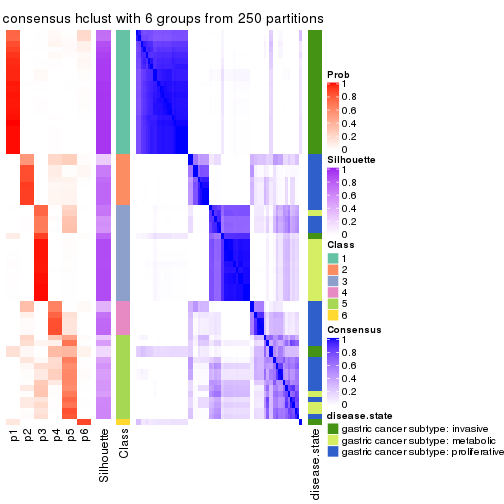 consensus hclust with 6 groups from 250 partitions
Prob
1
0.8
0.6
0.4
0.2
0
Silhouette
1
0.8
0.6
0.4
0.2
0
Class
1
2
3
4
5
6
Consensus
1
0.8
0.6
0.4
0.2
0
disease.state
gastric cancer subtype: invasive
gastric cancer subtype: metabolic
gastric cancer subtype: proliferative
p1
p2
p3
p4
p5
p6
Silhouette
Class
disease.state